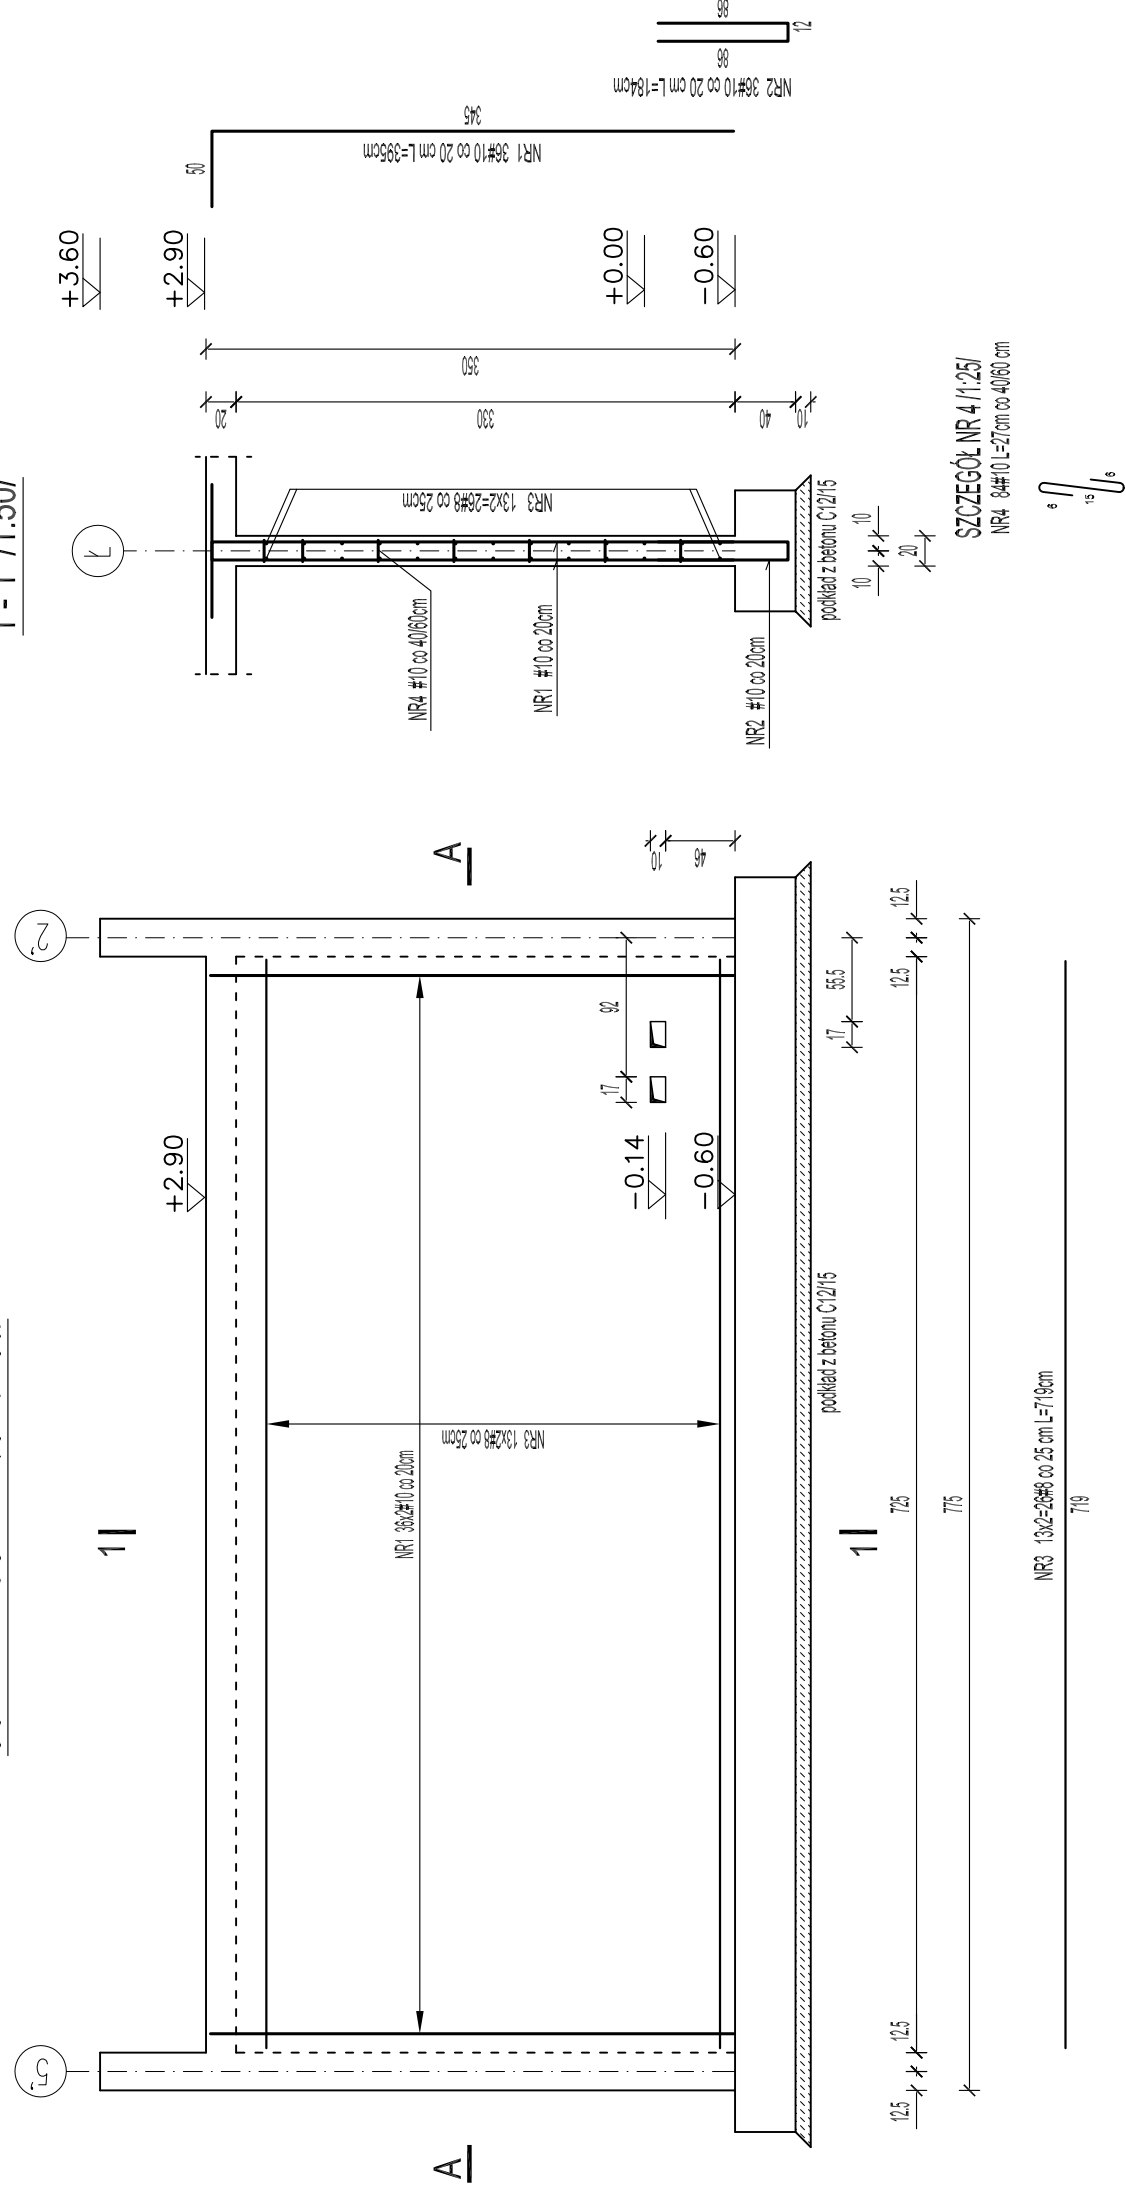 1 - 1 /1:50/
86
86
12
NR2 36#10 co 20 cm L=184cm
50
345
NR1 36#10 co 20 cm L=395cm
+3.60
+2.90
+0.00
-0.60
350
20
330
40
10
Ł
NR3 13x2=26#8 co 25cm
NR4 #10 co 40/60cm
NR1 #10 co 20cm
NR2 #10 co 20cm
podkład z betonu C12/15
10
10
20
SZCZEGÓŁ NR 4 /1:25/
NR4 84#10 L=27cm co 40/60 cm
6
15
6
A
2'
10
46
92
17
55.5
17
12.5
12.5
+2.90
-0.14
-0.60
1
1
NR1 36x2#10 co 20cm
NR3 13x2#8 co 25cm
podkład z betonu C12/15
725
775
NR3 13x2=26#8 co 25 cm L=719cm
719
5'
12.5
12.5
A